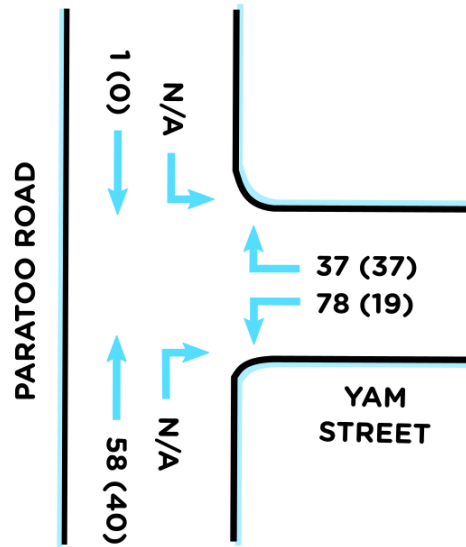 1 (0)
N/A
PARATOO ROAD
37 (37)
78 (19)
58 (40)
N/A
YAM
STREET